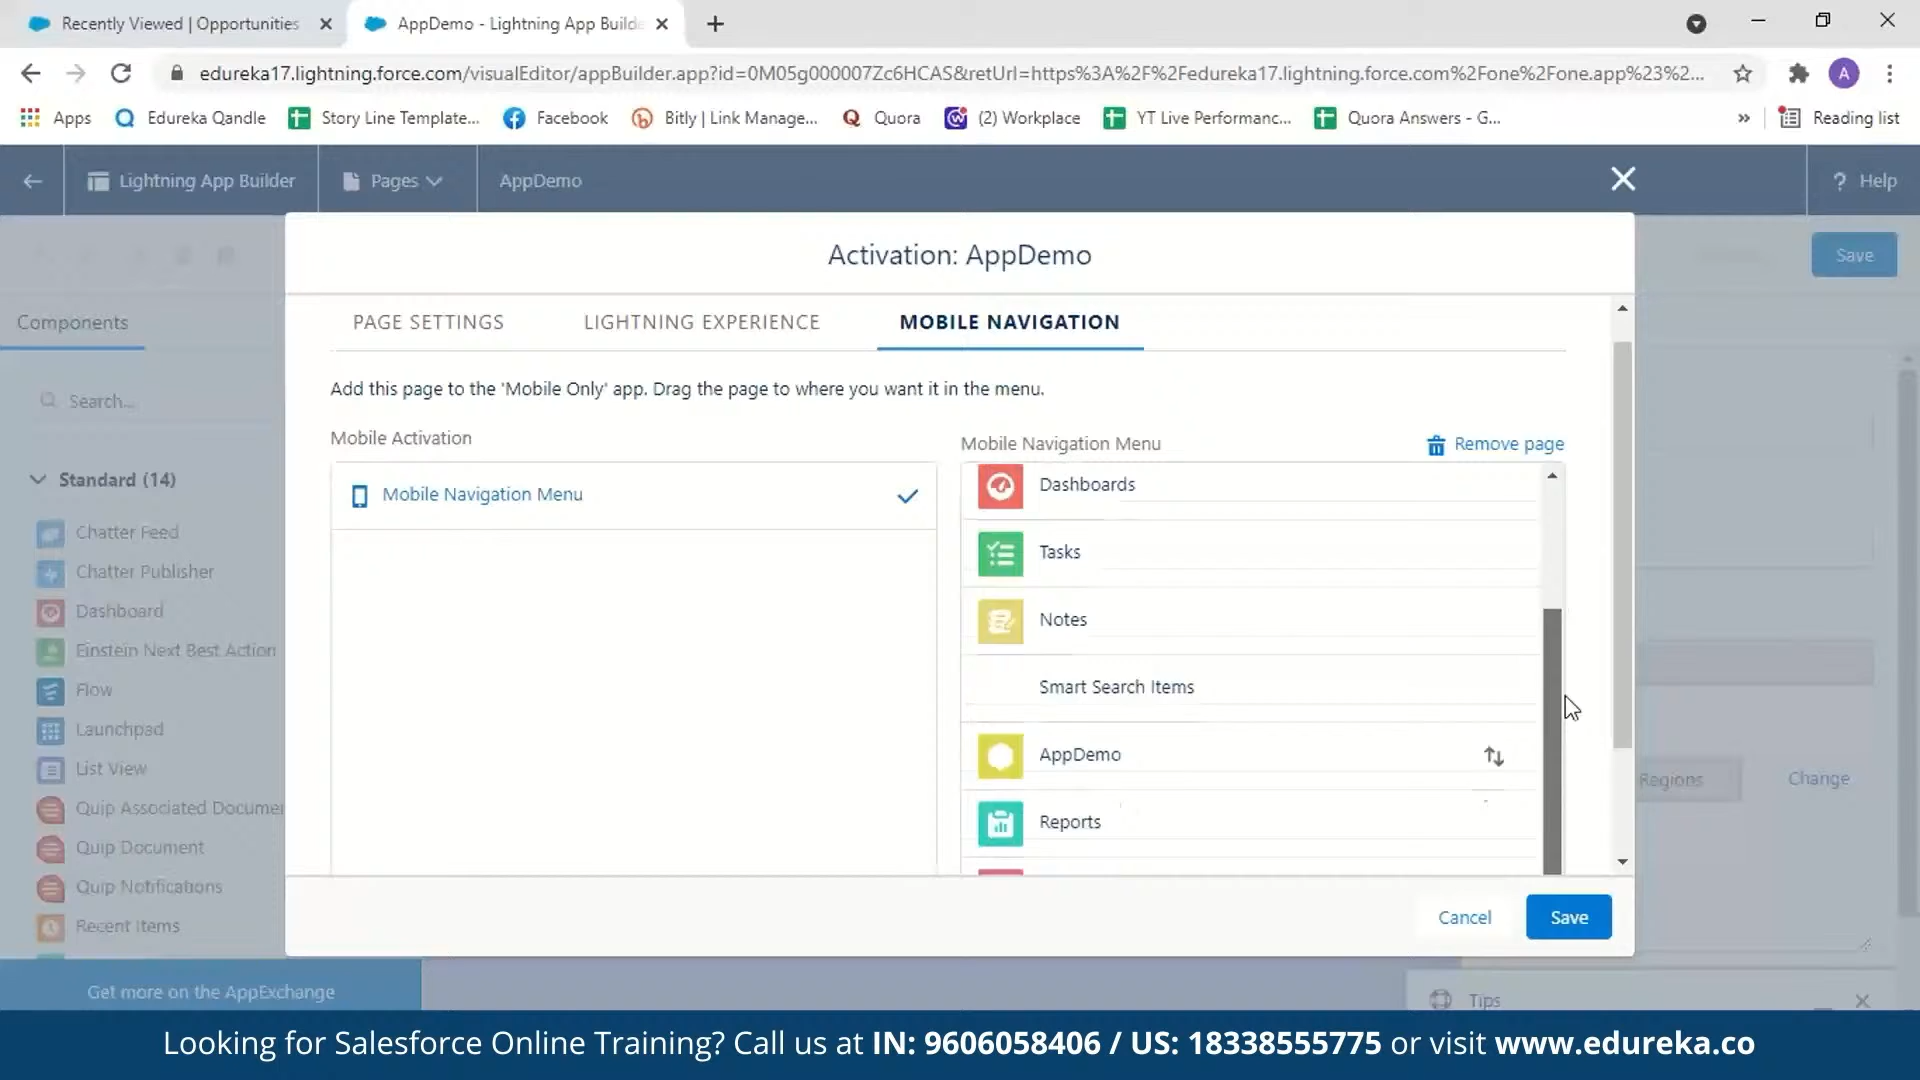 Recently Viewed | Opportunities
AppDemo - Lightning App Builde
edureka17.lightning.force.com/visualEditor/appBuilder.app?id=0M05g000007Zc6HCAS&retUrl=https%3A%2F%2Fedureka17.lightning.force.com%2Fone%2Fone.app%23%2...
A
Apps
Edureka Qandle
Story Line Template...
Facebook
Bitly | Link Manage...
Quora
(2) Workplace
YT Live Performanc...
Quora Answers - G...
»
Reading list
Lightning App Builder
Pages
AppDemo
? Help
Activation: AppDemo
Save
Components
PAGE SETTINGS
LIGHTNING EXPERIENCE
MOBILE NAVIGATION
Add this page to the 'Mobile Only' app. Drag the page to where you want it in the menu.
Search...
Mobile Activation
Mobile Navigation Menu
Remove page
Mobile Navigation Menu
Dashboards
Tasks
Notes
Smart Search Items
AppDemo
Reports
Standard (14)
Chatter Feed
Chatter Publisher
Dashboard
Einstein Next Best Action
Flow
Launchpad
List View
Quip Associated Documen
Quip Document
Quip Notifications
Recent Items
Regions
Change
Cancel
Save
Get more on the AppExchange
Tips
Looking for Salesforce Online Training? Call us at IN: 9606058406 / US: 18338555775 or visit www.edureka.co